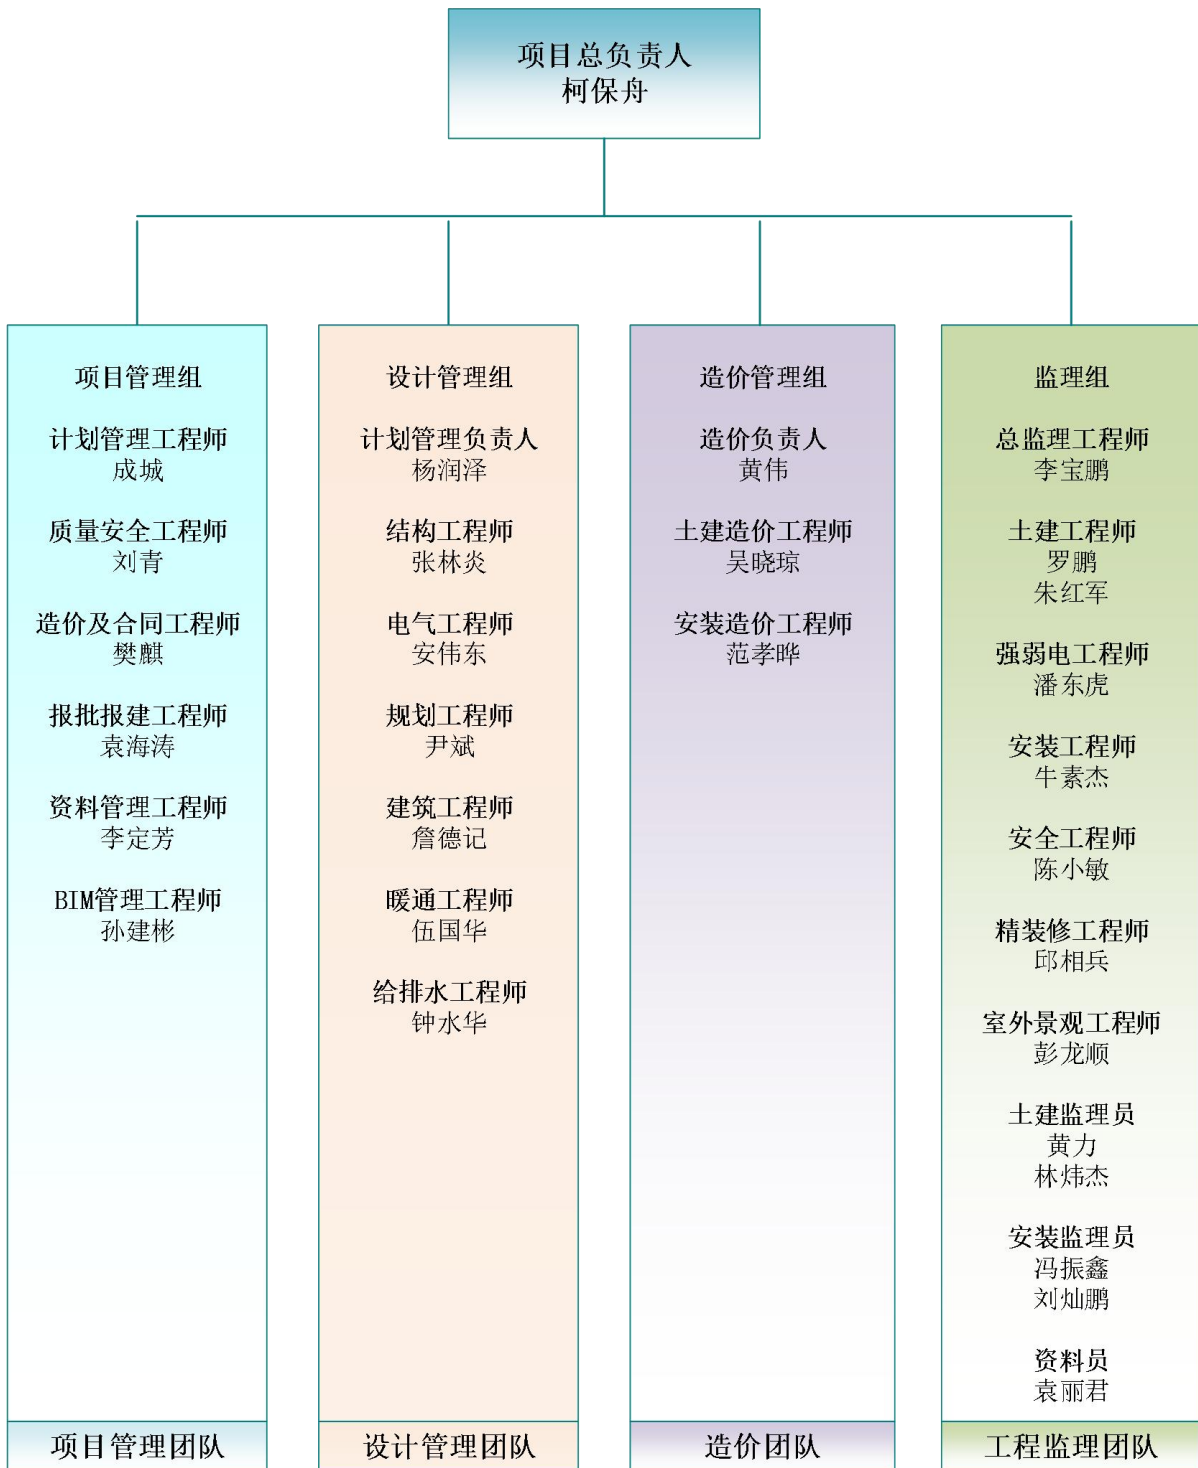 项目总负责人
柯保舟
项目管理组
计划管理工程师
成城
质量安全工程师
刘青
造价及合同工程师
樊麒
报批报建工程师
袁海涛
资料管理工程师
李定芳
BIM管理工程师
孙建彬
项目管理团队
设计管理组
计划管理负责人
杨润泽
结构工程师
张林炎
电气工程师
安伟东
规划工程师
尹斌
建筑工程师
詹德记
暖通工程师
伍国华
给排水工程师
钟水华
设计管理团队
造价管理组
造价负责人
黄伟
土建造价工程师
吴晓琼
安装造价工程师
范孝晔
造价团队
监理组
总监理工程师
李宝鹏
土建工程师
罗鹏
朱红军
强弱电工程师
潘东虎
安装工程师
牛素杰
安全工程师
陈小敏
精装修工程师
邱相兵
室外景观工程师
彭龙顺
土建监理员
黄力
林炜杰
安装监理员
冯振鑫
刘灿鹏
资料员
袁丽君
工程监理团队